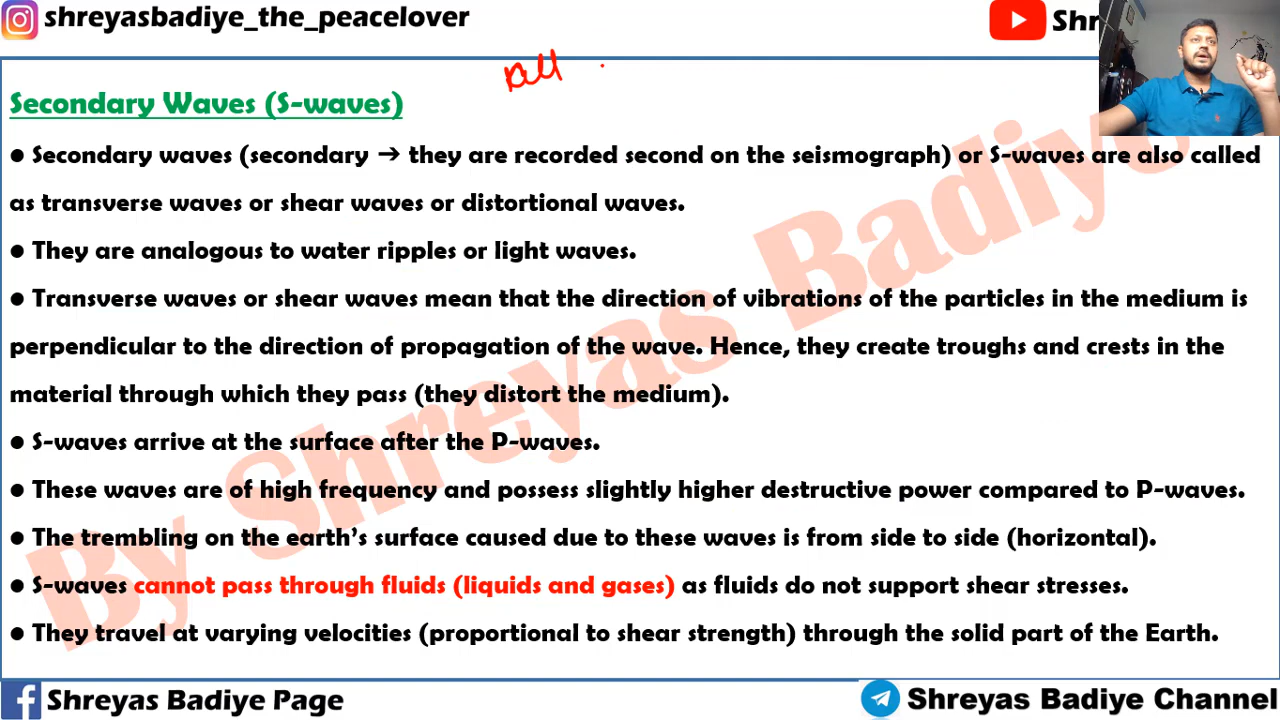 shreyasbadiye_the_peacelover
Shr
Secondary Waves (S-waves)
● Secondary waves (secondary → they are recorded second on the seismograph) or S-waves are also called
as transverse waves or shear waves or distortional waves.
● They are analogous to water ripples or light waves.
● Transverse waves or shear waves mean that the direction of vibrations of the particles in the medium is
perpendicular to the direction of propagation of the wave. Hence, they create troughs and crests in the
material through which they pass (they distort the medium).
● S-waves arrive at the surface after the P-waves.
● These waves are of high frequency and possess slightly higher destructive power compared to P-waves.
● The trembling on the earth's surface caused due to these waves is from side to side (horizontal).
● S-waves cannot pass through fluids (liquids and gases) as fluids do not support shear stresses.
● They travel at varying velocities (proportional to shear strength) through the solid part of the Earth.
By Shreyas Badiye
Shreyas Badiye Page
Shreyas Badiye Channel